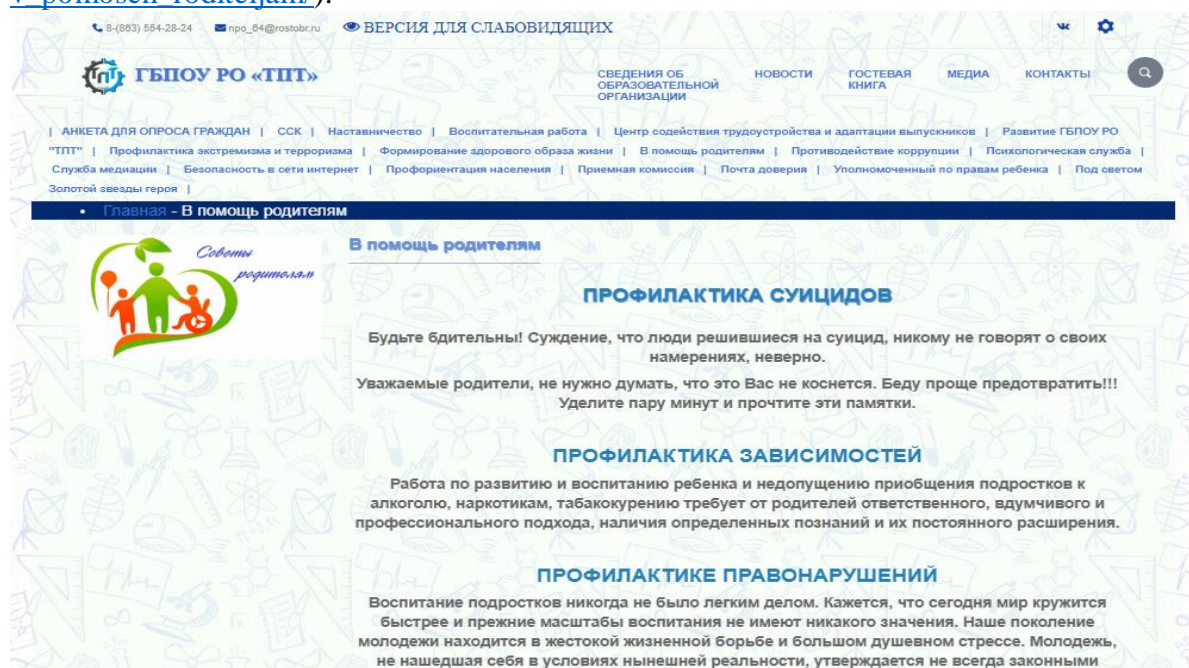 v_pomosch_roditeljam/).
8-(863) 554-28-24 npo_64@rostobr.ru ВЕРСИЯ ДЛЯ СЛАБОВИДЯЩИХ
ГБПОУ РО «ТПТ»
СВЕДЕНИЯ ОБ ОБРАЗОВАТЕЛЬНОЙ ОРГАНИЗАЦИИ
НОВОСТИ
ГОСТЕВАЯ КНИГА
МЕДИА
КОНТАКТЫ
| АНКЕТА ДЛЯ ОПРОСА ГРАЖДАН | ССК | Наставничество | Воспитательная работа | Центр содействия трудоустройства и адаптации выпускников | Развитие ГБПОУ РО
"ТПТ" | Профилактика экстремизма и терроризма | Формирование здорового образа жизни | В помощь родителям | Противодействие коррупции | Психологическая служба |
Служба медиации | Безопасность в сети интернет | Профориентация населения | Приемная комиссия | Почта доверия | Уполномоченный по правам ребенка | Под светом
Золотой звезды героя |
• Главная - В помощь родителям
Советы
родителям
В помощь родителям
ПРОФИЛАКТИКА СУИЦИДОВ
Будьте бдительны! Суждение, что люди решившиеся на суицид, никому не говорят о своих
намерениях, неверно.
Уважаемые родители, не нужно думать, что это Вас не коснется. Беду проще предотвратить!!!
Уделите пару минут и прочтите эти памятки.
ПРОФИЛАКТИКА ЗАВИСИМОСТЕЙ
Работа по развитию и воспитанию ребенка и недопущению приобщения подростков к
алкоголю, наркотикам, табакокурению требует от родителей ответственного, вдумчивого и
профессионального подхода, наличия определенных познаний и их постоянного расширения.
ПРОФИЛАКТИКЕ ПРАВОНАРУШЕНИЙ
Воспитание подростков никогда не было легким делом. Кажется, что сегодня мир кружится
быстрее и прежние масштабы воспитания не имеют никакого значения. Наше поколение
молодежи находится в жестокой жизненной борьбе и большом душевном стрессе. Молодежь,
не нашедшая себя в условиях нынешней реальности, утверждается не всегда законными